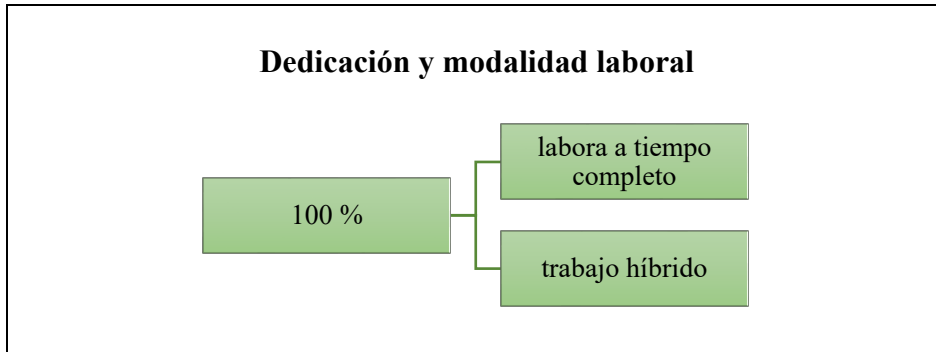 Dedicación y modalidad laboral
labora a tiempo
completo
100 %
trabajo híbrido